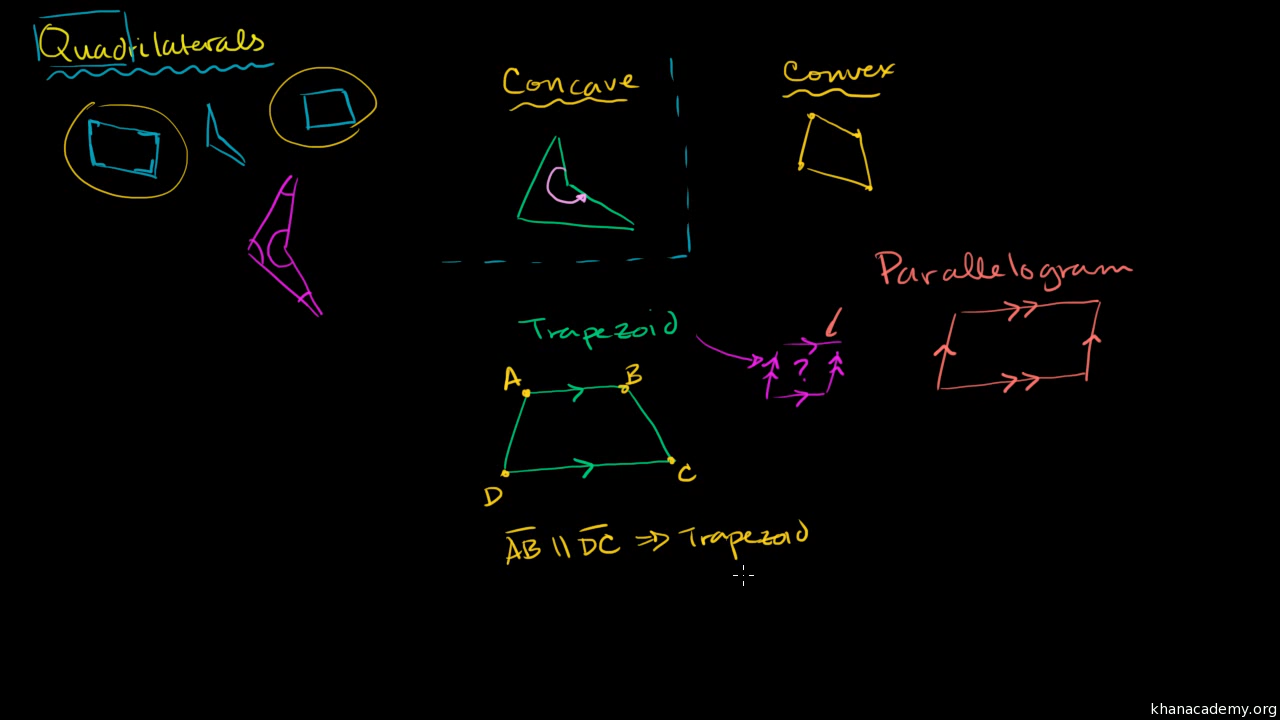 Quadrilaterals
Concave
Convex
Parallelogram
Trapezoid
?
A
B
D
C
AB || DC => Trapezoid
khanacademy.org